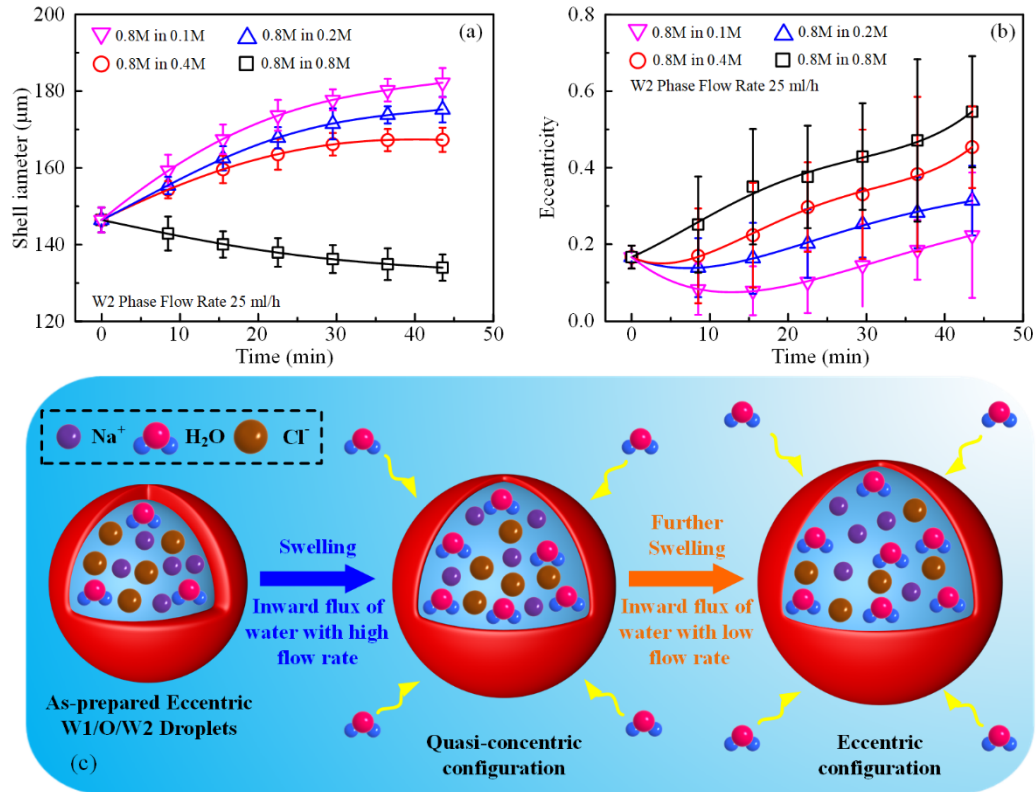 (a)
0.8M in 0.1M
0.8M in 0.2M
0.8M in 0.4M
0.8M in 0.8M
W2 Phase Flow Rate 25 ml/h
Shell iameter (μm)
200
180
160
140
120
0
10
20
30
40
50
Time (min)
(b)
0.8M in 0.1M
0.8M in 0.2M
0.8M in 0.4M
0.8M in 0.8M
W2 Phase Flow Rate 25 ml/h
Eccentricity
0.8
0.6
0.4
0.2
0.0
0
10
20
30
40
50
Time (min)
Na⁺
H₂O
Cl⁻
Swelling
Inward flux of
water with high
flow rate
Further
Swelling
Inward flux of
water with low
flow rate
As-prepared Eccentric
W1/O/W2 Droplets
Quasi-concentric
configuration
Eccentric
configuration
(c)